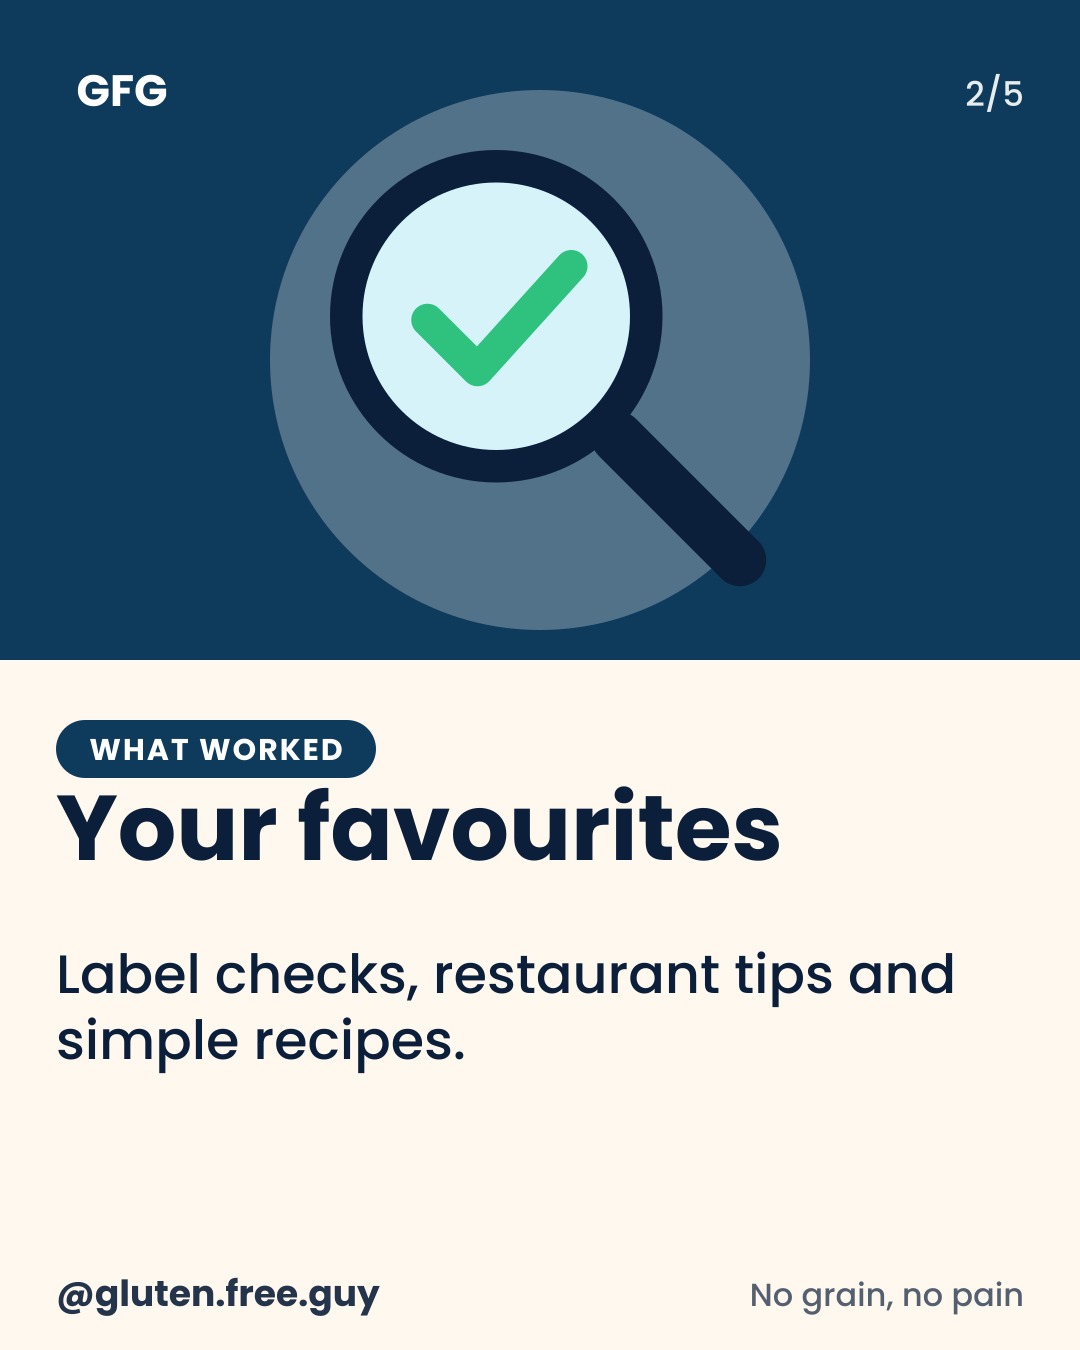 GFG
2/5
WHAT WORKED
Your favourites
Label checks, restaurant tips and
simple recipes.
@gluten.free.guy
No grain, no pain